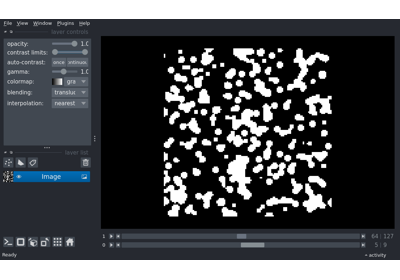 File View Window Plugins Help
layer controls
opacity: 1.0
contrast limits:
auto-contrast: once
gamma: 1.0
colormap: gra
blending: translu
interpolation: nearest
layer list
Image
1 64 127
0 5 9
Ready activity